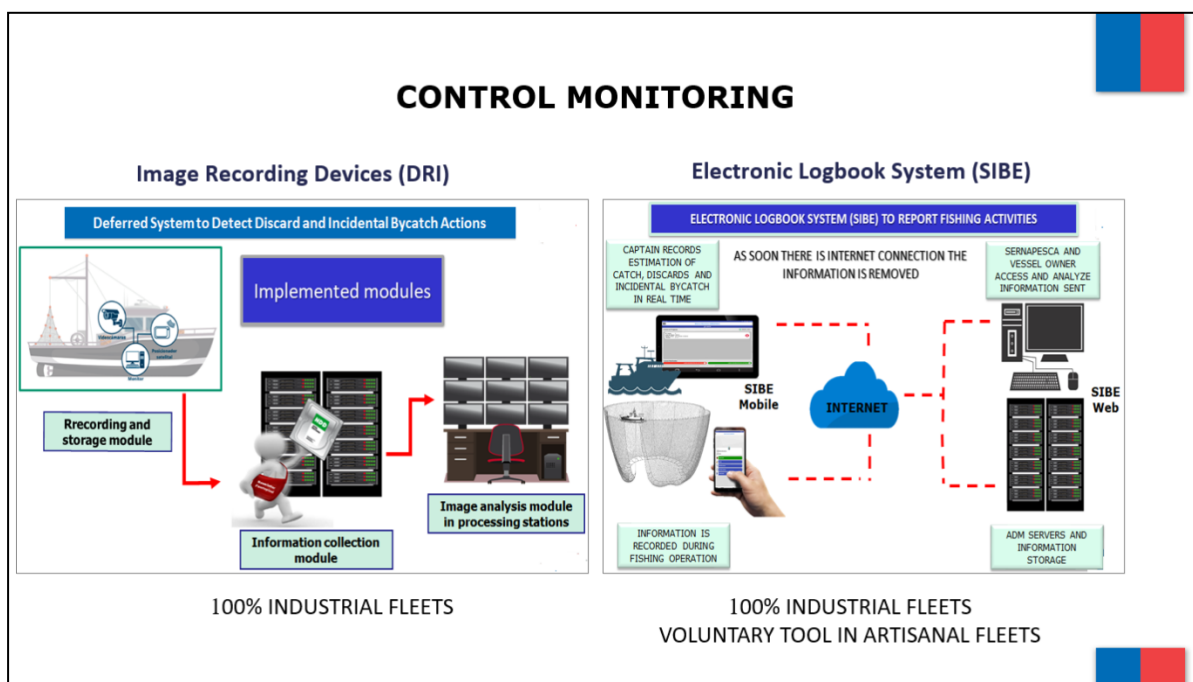 CONTROL MONITORING
Image Recording Devices (DRI)
Deferred System to Detect Discard and Incidental Bycatch Actions
Implemented modules
Videocameras
Monitor
Rrecording and
storage module
Information collection
module
Image analysis module
in processing stations
100% INDUSTRIAL FLEETS
Electronic Logbook System (SIBE)
ELECTRONIC LOGBOOK SYSTEM (SIBE) TO REPORT FISHING ACTIVITIES
CAPTAIN RECORDS
ESTIMATION OF
CATCH, DISCARDS AND
INCIDENTAL BYCATCH
IN REAL TIME
AS SOON THERE IS INTERNET CONNECTION THE
INFORMATION IS REMOVED
SERNAPESCA AND
VESSEL OWNER
ACCESS AND ANALYZE
INFORMATION SENT
SIBE
Mobile
INTERNET
SIBE
Web
INFORMATION IS
RECORDED DURING
FISHING OPERATION
ADM SERVERS AND
INFORMATION
STORAGE
100% INDUSTRIAL FLEETS
VOLUNTARY TOOL IN ARTISANAL FLEETS